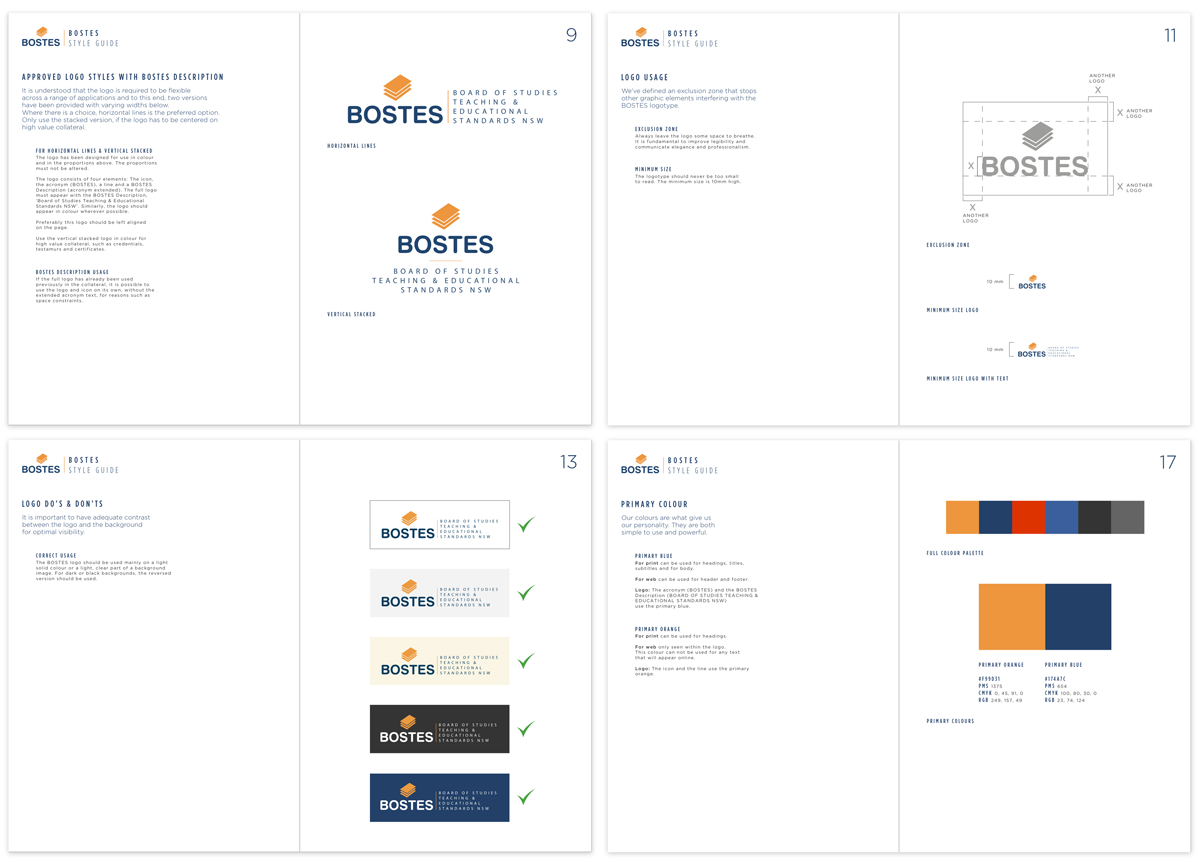 BOSTES
BOSTES
STYLE GUIDE
9
APPROVED LOGO STYLES WITH BOSTES DESCRIPTION
It is understood that the logo is required to be flexible
across a range of applications and to this end, two versions
have been provided with varying widths below.
Where there is a choice, horizontal lines is the preferred option.
Only use the stacked version, if the logo has to be centered on
high value collateral.
FOR HORIZONTAL LINES & VERTICAL STACKED
The logo has been designed for use in colour
and in the proportions above. The proportions
must not be altered.
The logo consists of four elements: The icon,
the acronym (BOSTES), a line and a BOSTES
Description (acronym extended). The full logo
must appear with the BOSTES Description,
'Board of Studies Teaching & Educational
Standards NSW'. Similarly, the logo should
appear in colour wherever possible.
Preferably this logo should be left aligned
on the page.
Use the vertical stacked logo in colour for
high value collateral, such as credentials,
testamurs and certificates.
BOSTES DESCRIPTION USAGE
If the full logo has already been used
previously in the collateral, it is possible to
use the logo and icon on its own, without the
extended acronym text, for reasons such as
space constraints.
BOSTES
BOARD OF STUDIES
TEACHING &
EDUCATIONAL
STANDARDS NSW
HORIZONTAL LINES
BOSTES
BOARD OF STUDIES
TEACHING & EDUCATIONAL
STANDARDS NSW
VERTICAL STACKED
BOSTES
BOSTES
STYLE GUIDE
11
LOGO USAGE
We've defined an exclusion zone that stops
other graphic elements interfering with the
BOSTES logotype.
EXCLUSION ZONE
Always leave the logo some space to breathe.
It is fundamental to improve legibility and
communicate elegance and professionalism.
MINIMUM SIZE
The logotype should never be too small
to read. The minimum size is 10mm high.
ANOTHER
LOGO
X
X ANOTHER
LOGO
X BOSTES
X ANOTHER
LOGO
X
ANOTHER
LOGO
EXCLUSION ZONE
10 mm
BOSTES
MINIMUM SIZE LOGO
10 mm
BOSTES
BOARD OF STUDIES
TEACHING &
EDUCATIONAL
STANDARDS NSW
MINIMUM SIZE LOGO WITH TEXT
BOSTES
BOSTES
STYLE GUIDE
13
LOGO DO'S & DON'TS
It is important to have adequate contrast
between the logo and the background
for optimal visibility.
CORRECT USAGE
The BOSTES logo should be used mainly on a light
solid colour or a light, clear part of a background
image. For dark or black backgrounds, the reversed
version should be used.
BOSTES
BOARD OF STUDIES
TEACHING &
EDUCATIONAL
STANDARDS NSW
BOSTES
BOARD OF STUDIES
TEACHING &
EDUCATIONAL
STANDARDS NSW
BOSTES
BOARD OF STUDIES
TEACHING &
EDUCATIONAL
STANDARDS NSW
BOSTES
BOARD OF STUDIES
TEACHING &
EDUCATIONAL
STANDARDS NSW
BOSTES
BOARD OF STUDIES
TEACHING &
EDUCATIONAL
STANDARDS NSW
BOSTES
BOSTES
STYLE GUIDE
17
PRIMARY COLOUR
Our colours are what give us
our personality. They are both
simple to use and powerful.
PRIMARY BLUE
For print can be used for headings, titles,
subtitles and for body.
For web can be used for header and footer.
Logo: The acronym (BOSTES) and the BOSTES
Description (BOARD OF STUDIES TEACHING &
EDUCATIONAL STANDARDS NSW)
use the primary blue.
PRIMARY ORANGE
For print can be used for headings.
For web only seen within the logo.
This colour can not be used for any text
that will appear online.
Logo: The icon and the line use the primary
orange.
FULL COLOUR PALETTE
PRIMARY ORANGE
#F99D31
PMS 1375
CMYK 0, 45, 91, 0
RGB 249, 157, 49
PRIMARY BLUE
#174A7C
PMS 654
CMYK 100, 80, 30, 0
RGB 23, 74, 124
PRIMARY COLOURS